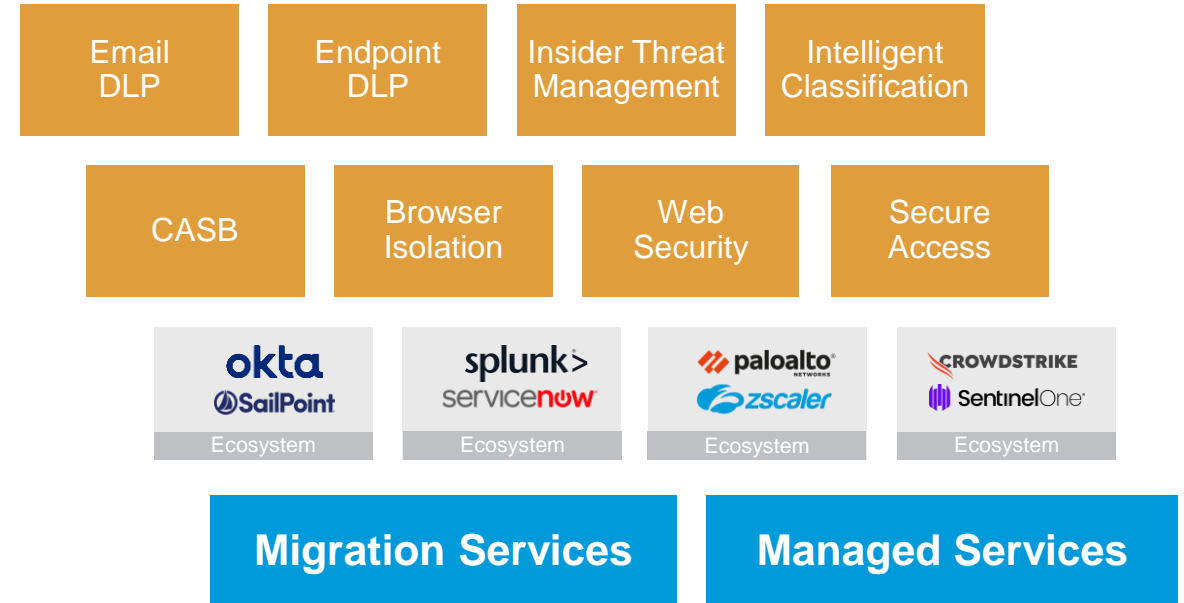 Email
DLP
Endpoint
DLP
Insider Threat
Management
Intelligent
Classification
CASB
Browser
Isolation
Web
Security
Secure
Access
okta
SailPoint
Ecosystem
splunk>
servicenow
Ecosystem
paloalto
NETWORKS
zscaler
Ecosystem
CROWDSTRIKE
SentinelOne
Ecosystem
Migration Services
Managed Services